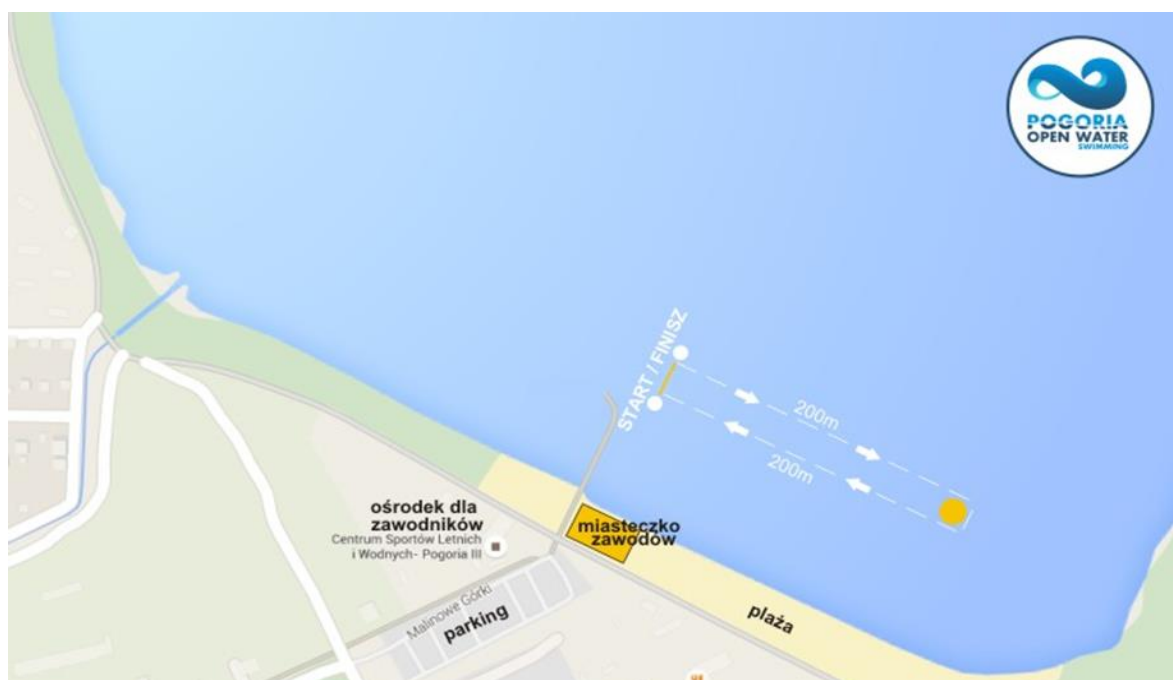 POGORIA
OPEN WATER
SWIMMING
START / FINISZ
200m
200m
ośrodek dla
zawodników
Centrum Sportów Letnich
i Wodnych- Pogoria III
miasteczko
zawodów
Malinowe Górki
parking
plaża